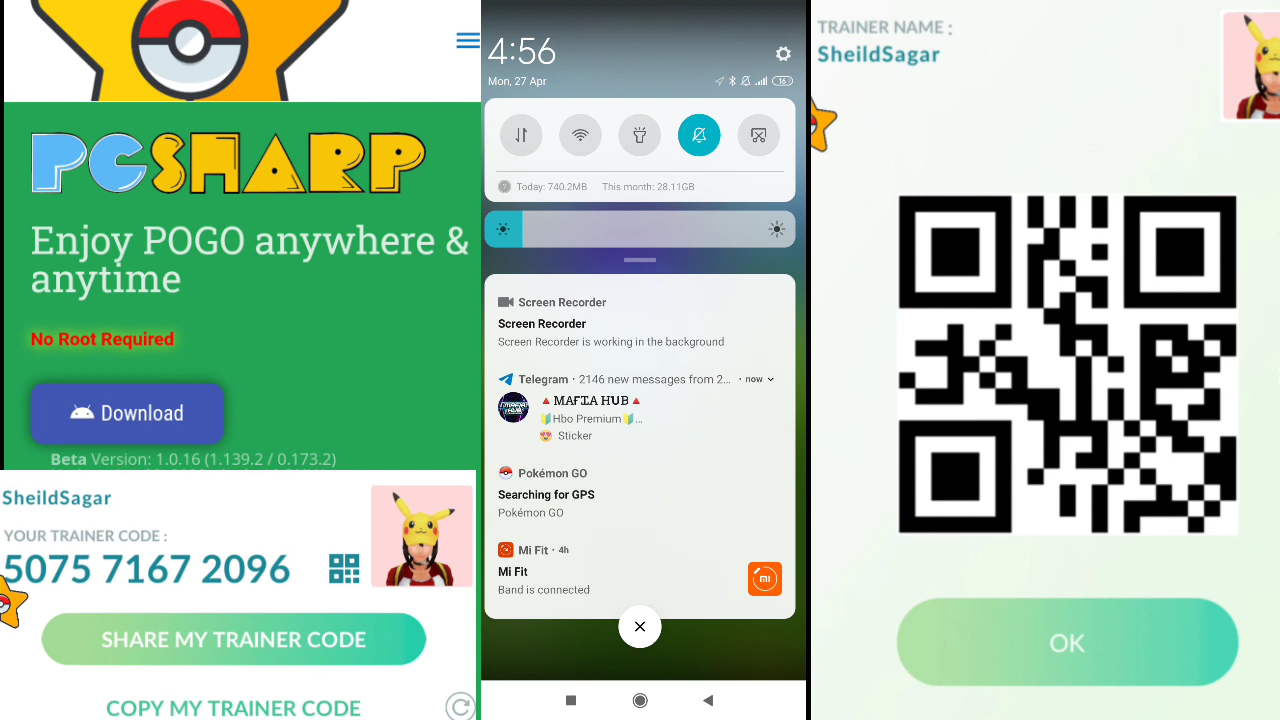 PGSHARP
Enjoy POGO anywhere &
anytime
No Root Required
Download
Beta Version: 1.0.16 (1.139.2 / 0.173.2)
SheildSagar
YOUR TRAINER CODE :
5075 7167 2096
SHARE MY TRAINER CODE
COPY MY TRAINER CODE
4:56
Mon, 27 Apr
16
Today: 740.2MB This month: 28.11GB
Screen Recorder
Screen Recorder
Screen Recorder is working in the background
Telegram · 2146 new messages from 2... · now
🔺MAFIA HUB🔺
🔰Hbo Premium🔰...
😍 Sticker
Pokémon GO
Searching for GPS
Pokémon GO
Mi Fit · 4h
Mi Fit
Band is connected
TRAINER NAME :
SheildSagar
OK